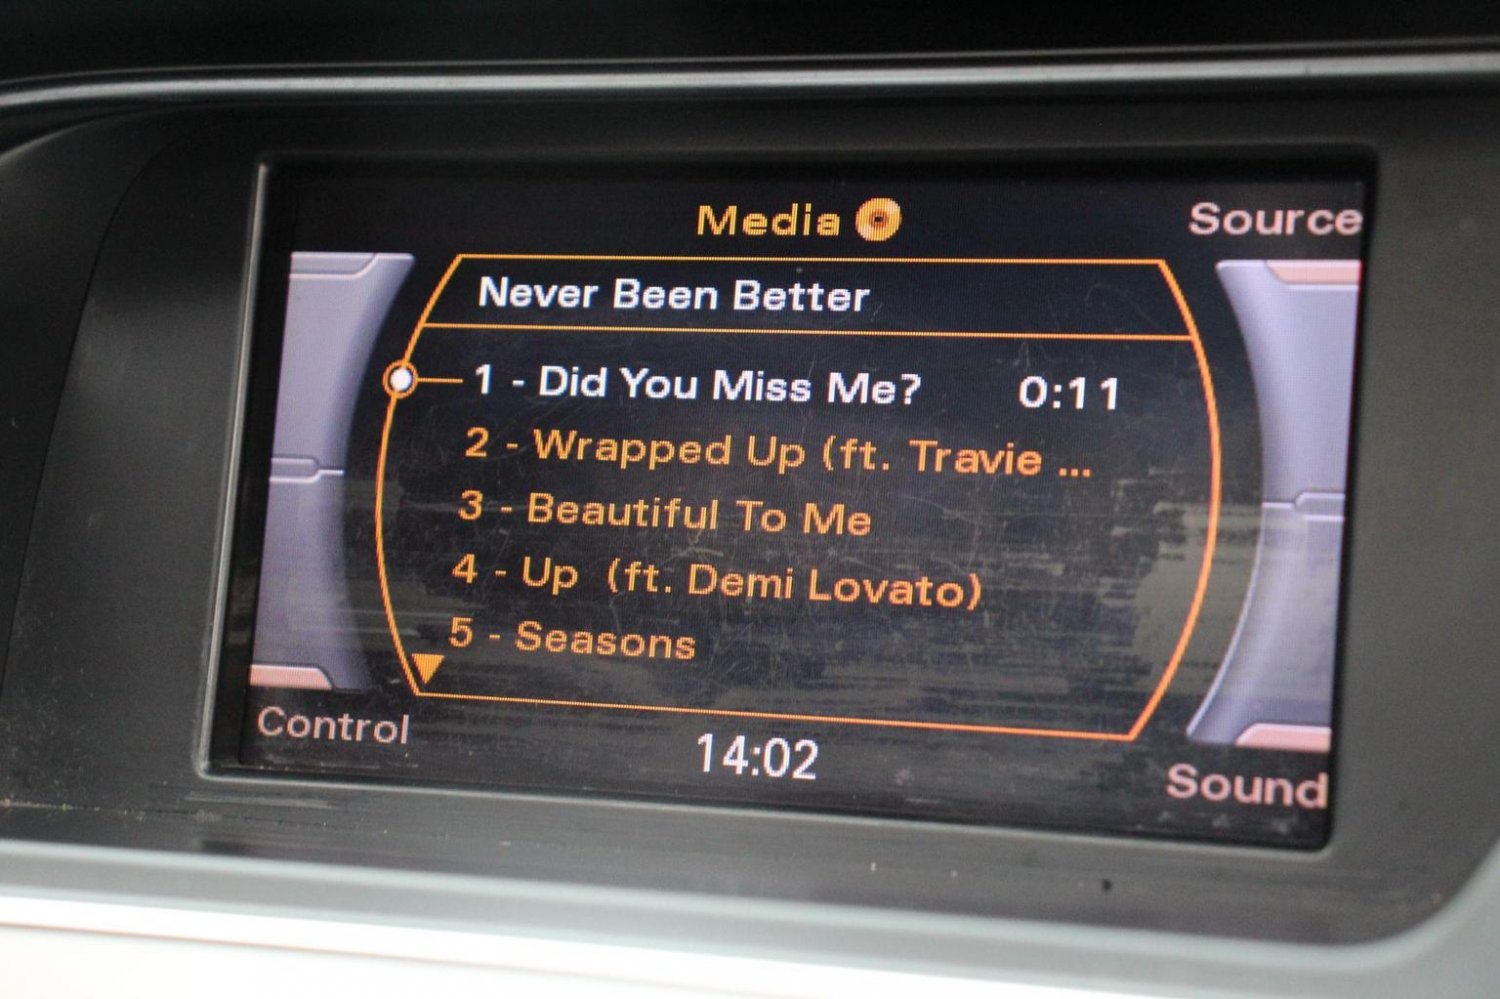 Media
Source
Never Been Better
1 - Did You Miss Me? 0:11
2 - Wrapped Up (ft. Travie ...
3 - Beautiful To Me
4 - Up (ft. Demi Lovato)
5 - Seasons
Control
14:02
Sound